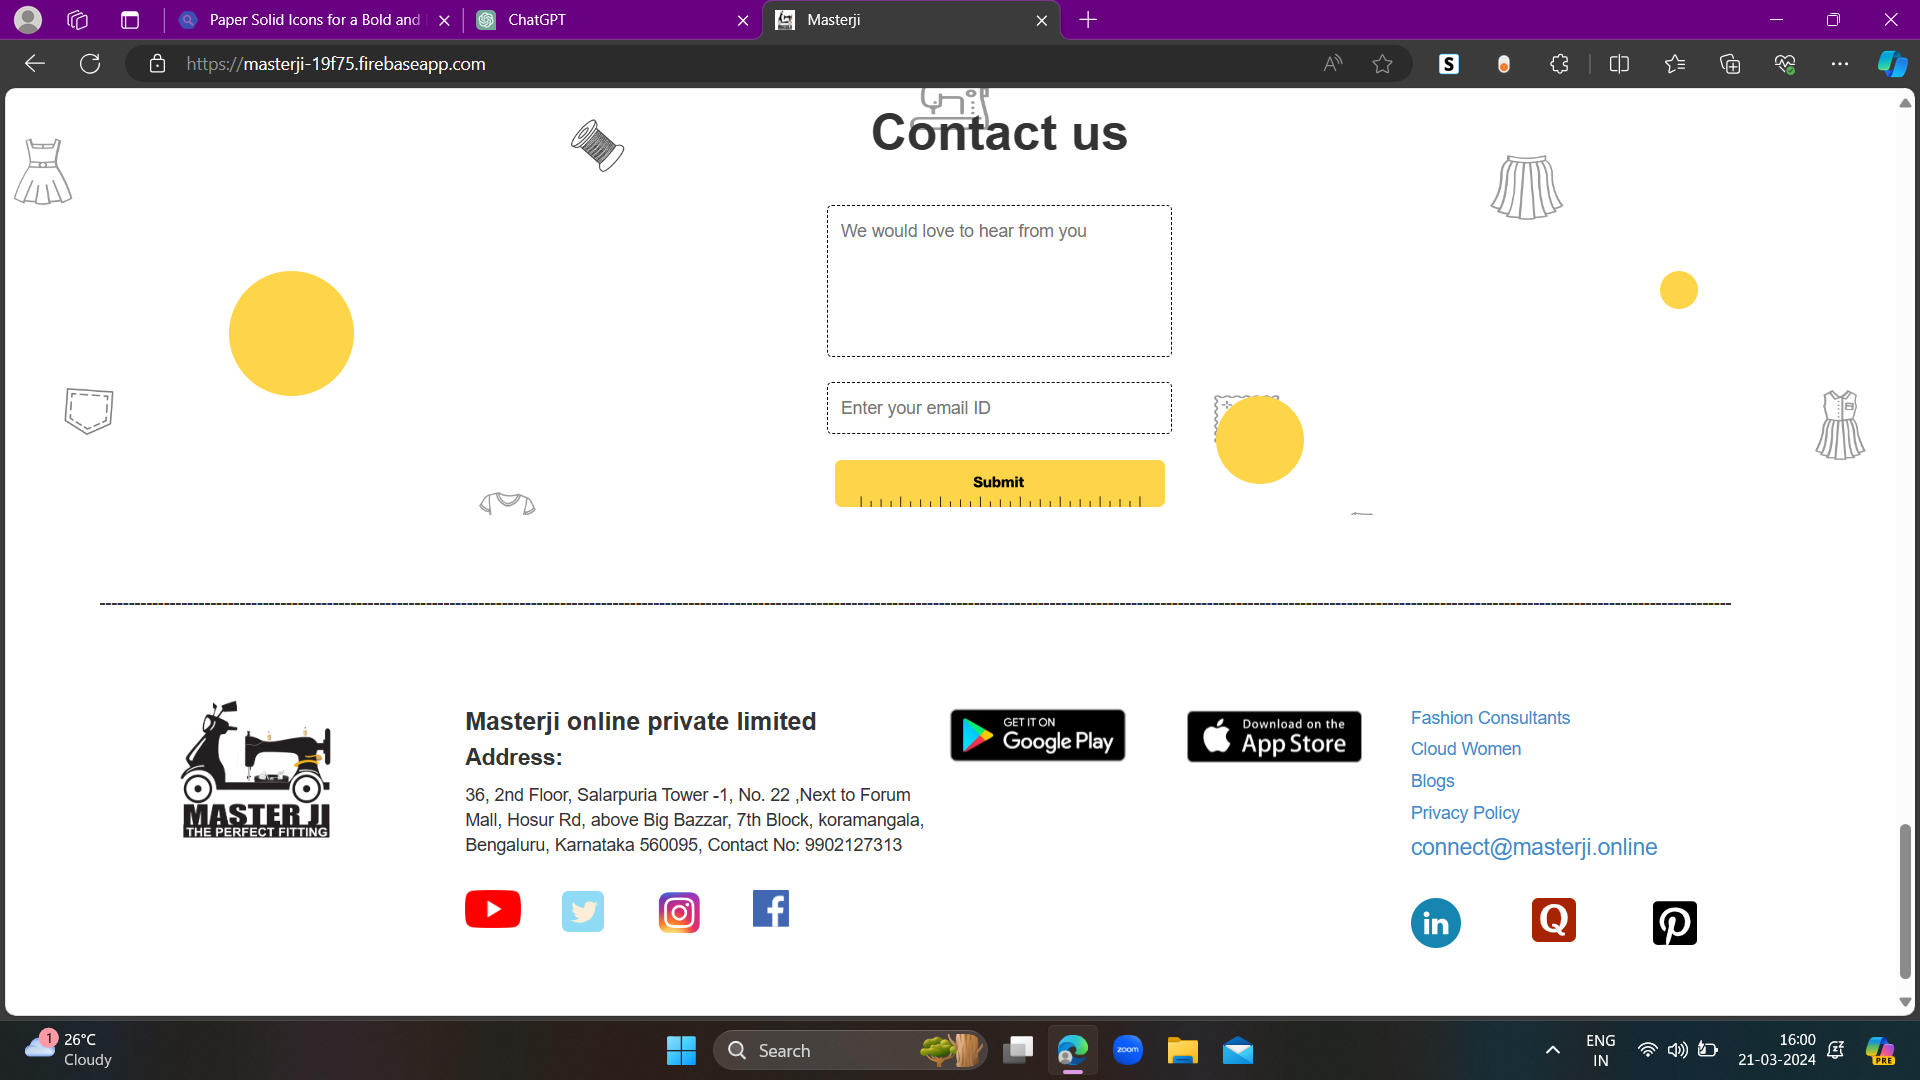 Paper Solid Icons for a Bold and
ChatGPT
Masterji
https://masterji-19f75.firebaseapp.com
Contact us
We would love to hear from you
Enter your email ID
Submit
Masterji online private limited
Address:
36, 2nd Floor, Salarpuria Tower -1, No. 22 ,Next to Forum
Mall, Hosur Rd, above Big Bazzar, 7th Block, koramangala,
Bengaluru, Karnataka 560095, Contact No: 9902127313
MASTER JI
THE PERFECT FITTING
GET IT ON
Google Play
Download on the
App Store
Fashion Consultants
Cloud Women
Blogs
Privacy Policy
connect@masterji.online
1
26°C
Cloudy
Search
zoom
ENG
IN
16:00
21-03-2024
PRE